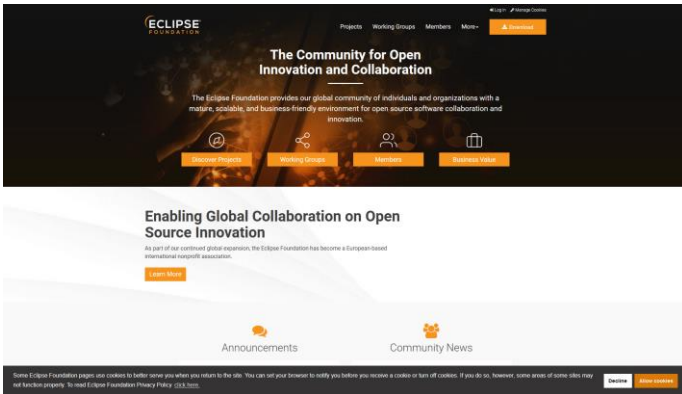 Log in Manage Cookies
ECLIPSE
FOUNDATION
Projects Working Groups Members More Download
The Community for Open
Innovation and Collaboration
The Eclipse Foundation provides our global community of individuals and organizations with a
mature, scalable, and business-friendly environment for open source software collaboration and
innovation.
Discover Projects Working Groups Members Business Value
Enabling Global Collaboration on Open
Source Innovation
As part of our continued global expansion, the Eclipse Foundation has become a European-based
international nonprofit association.
Learn More
Announcements Community News
Some Eclipse Foundation pages use cookies to better serve you when you return to the site. You can set your browser to notify you before you receive a cookie or turn off cookies. If you do so, however, some areas of some sites may
not function properly. To read Eclipse Foundation Privacy Policy click here.
Decline Allow cookies